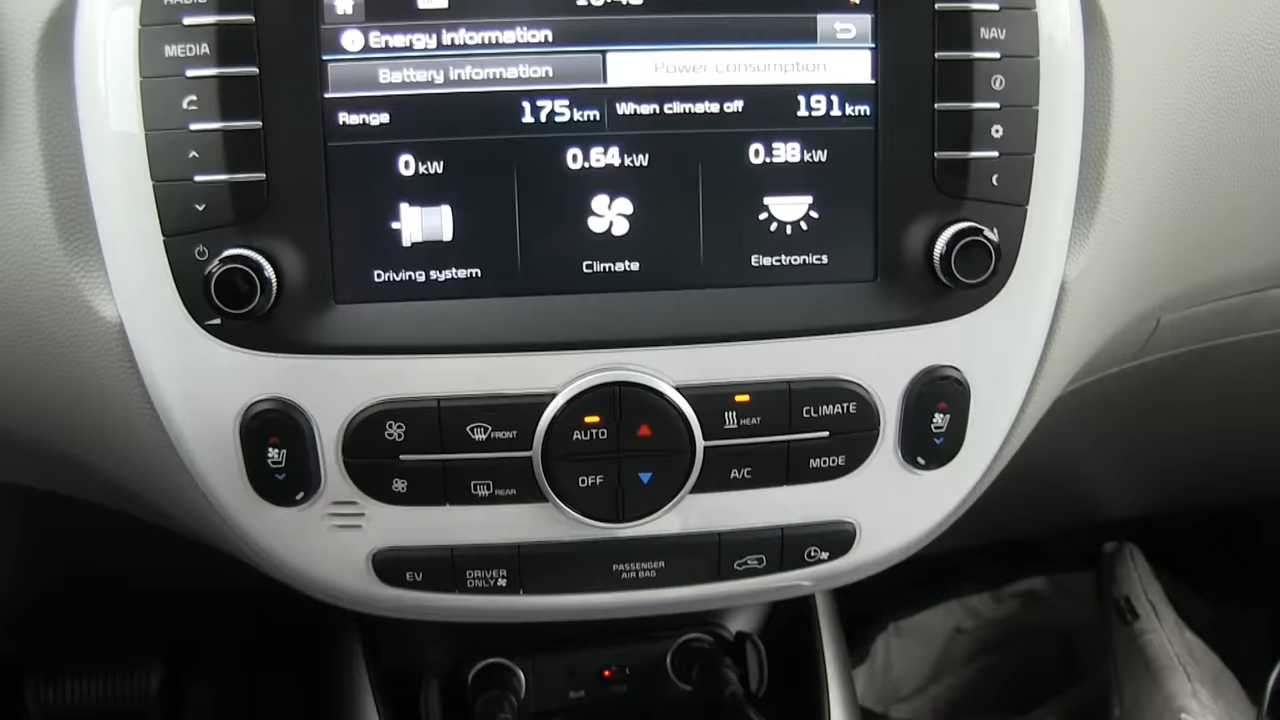 RADIO
MEDIA
NAV
Energy information
Battery information
Power consumption
Range 175 km
When climate off 191 km
0 kW
0.64 kW
0.38 kW
Driving system
Climate
Electronics
FRONT
AUTO
HEAT
CLIMATE
REAR
OFF
A/C
MODE
EV
DRIVER
ONLY
PASSENGER
AIR BAG